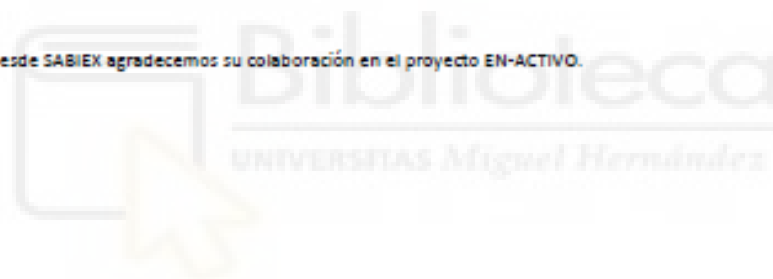 esde SABIEX agradecemos su colaboración en el proyecto EN-ACTIVO.
Biblioteca
UNIVERSITAS Miguel Hernández